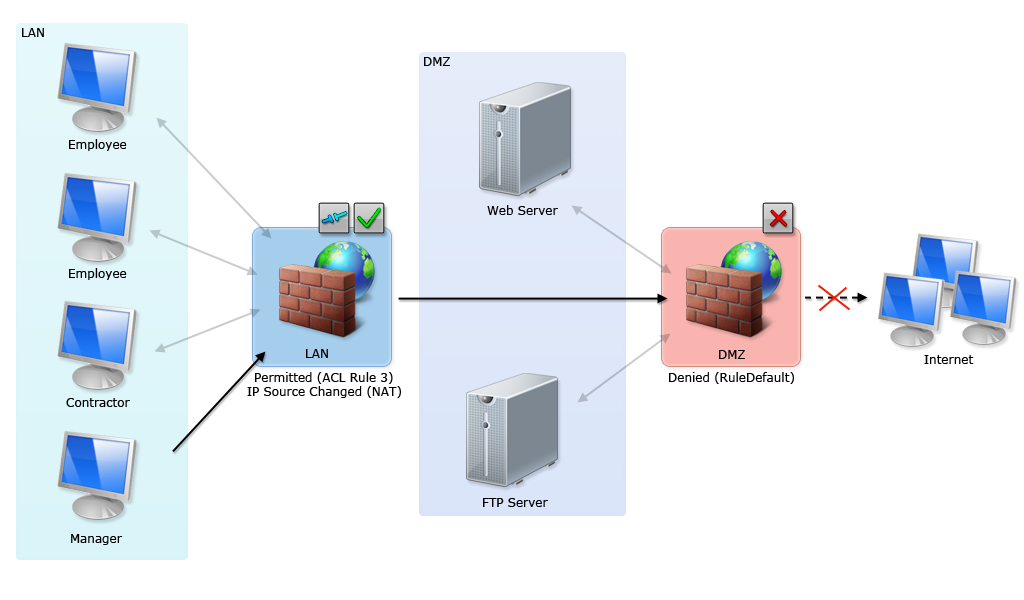 LAN
Employee
Employee
Contractor
Manager
LAN
Permitted (ACL Rule 3)
IP Source Changed (NAT)
DMZ
Web Server
FTP Server
DMZ
Denied (RuleDefault)
Internet